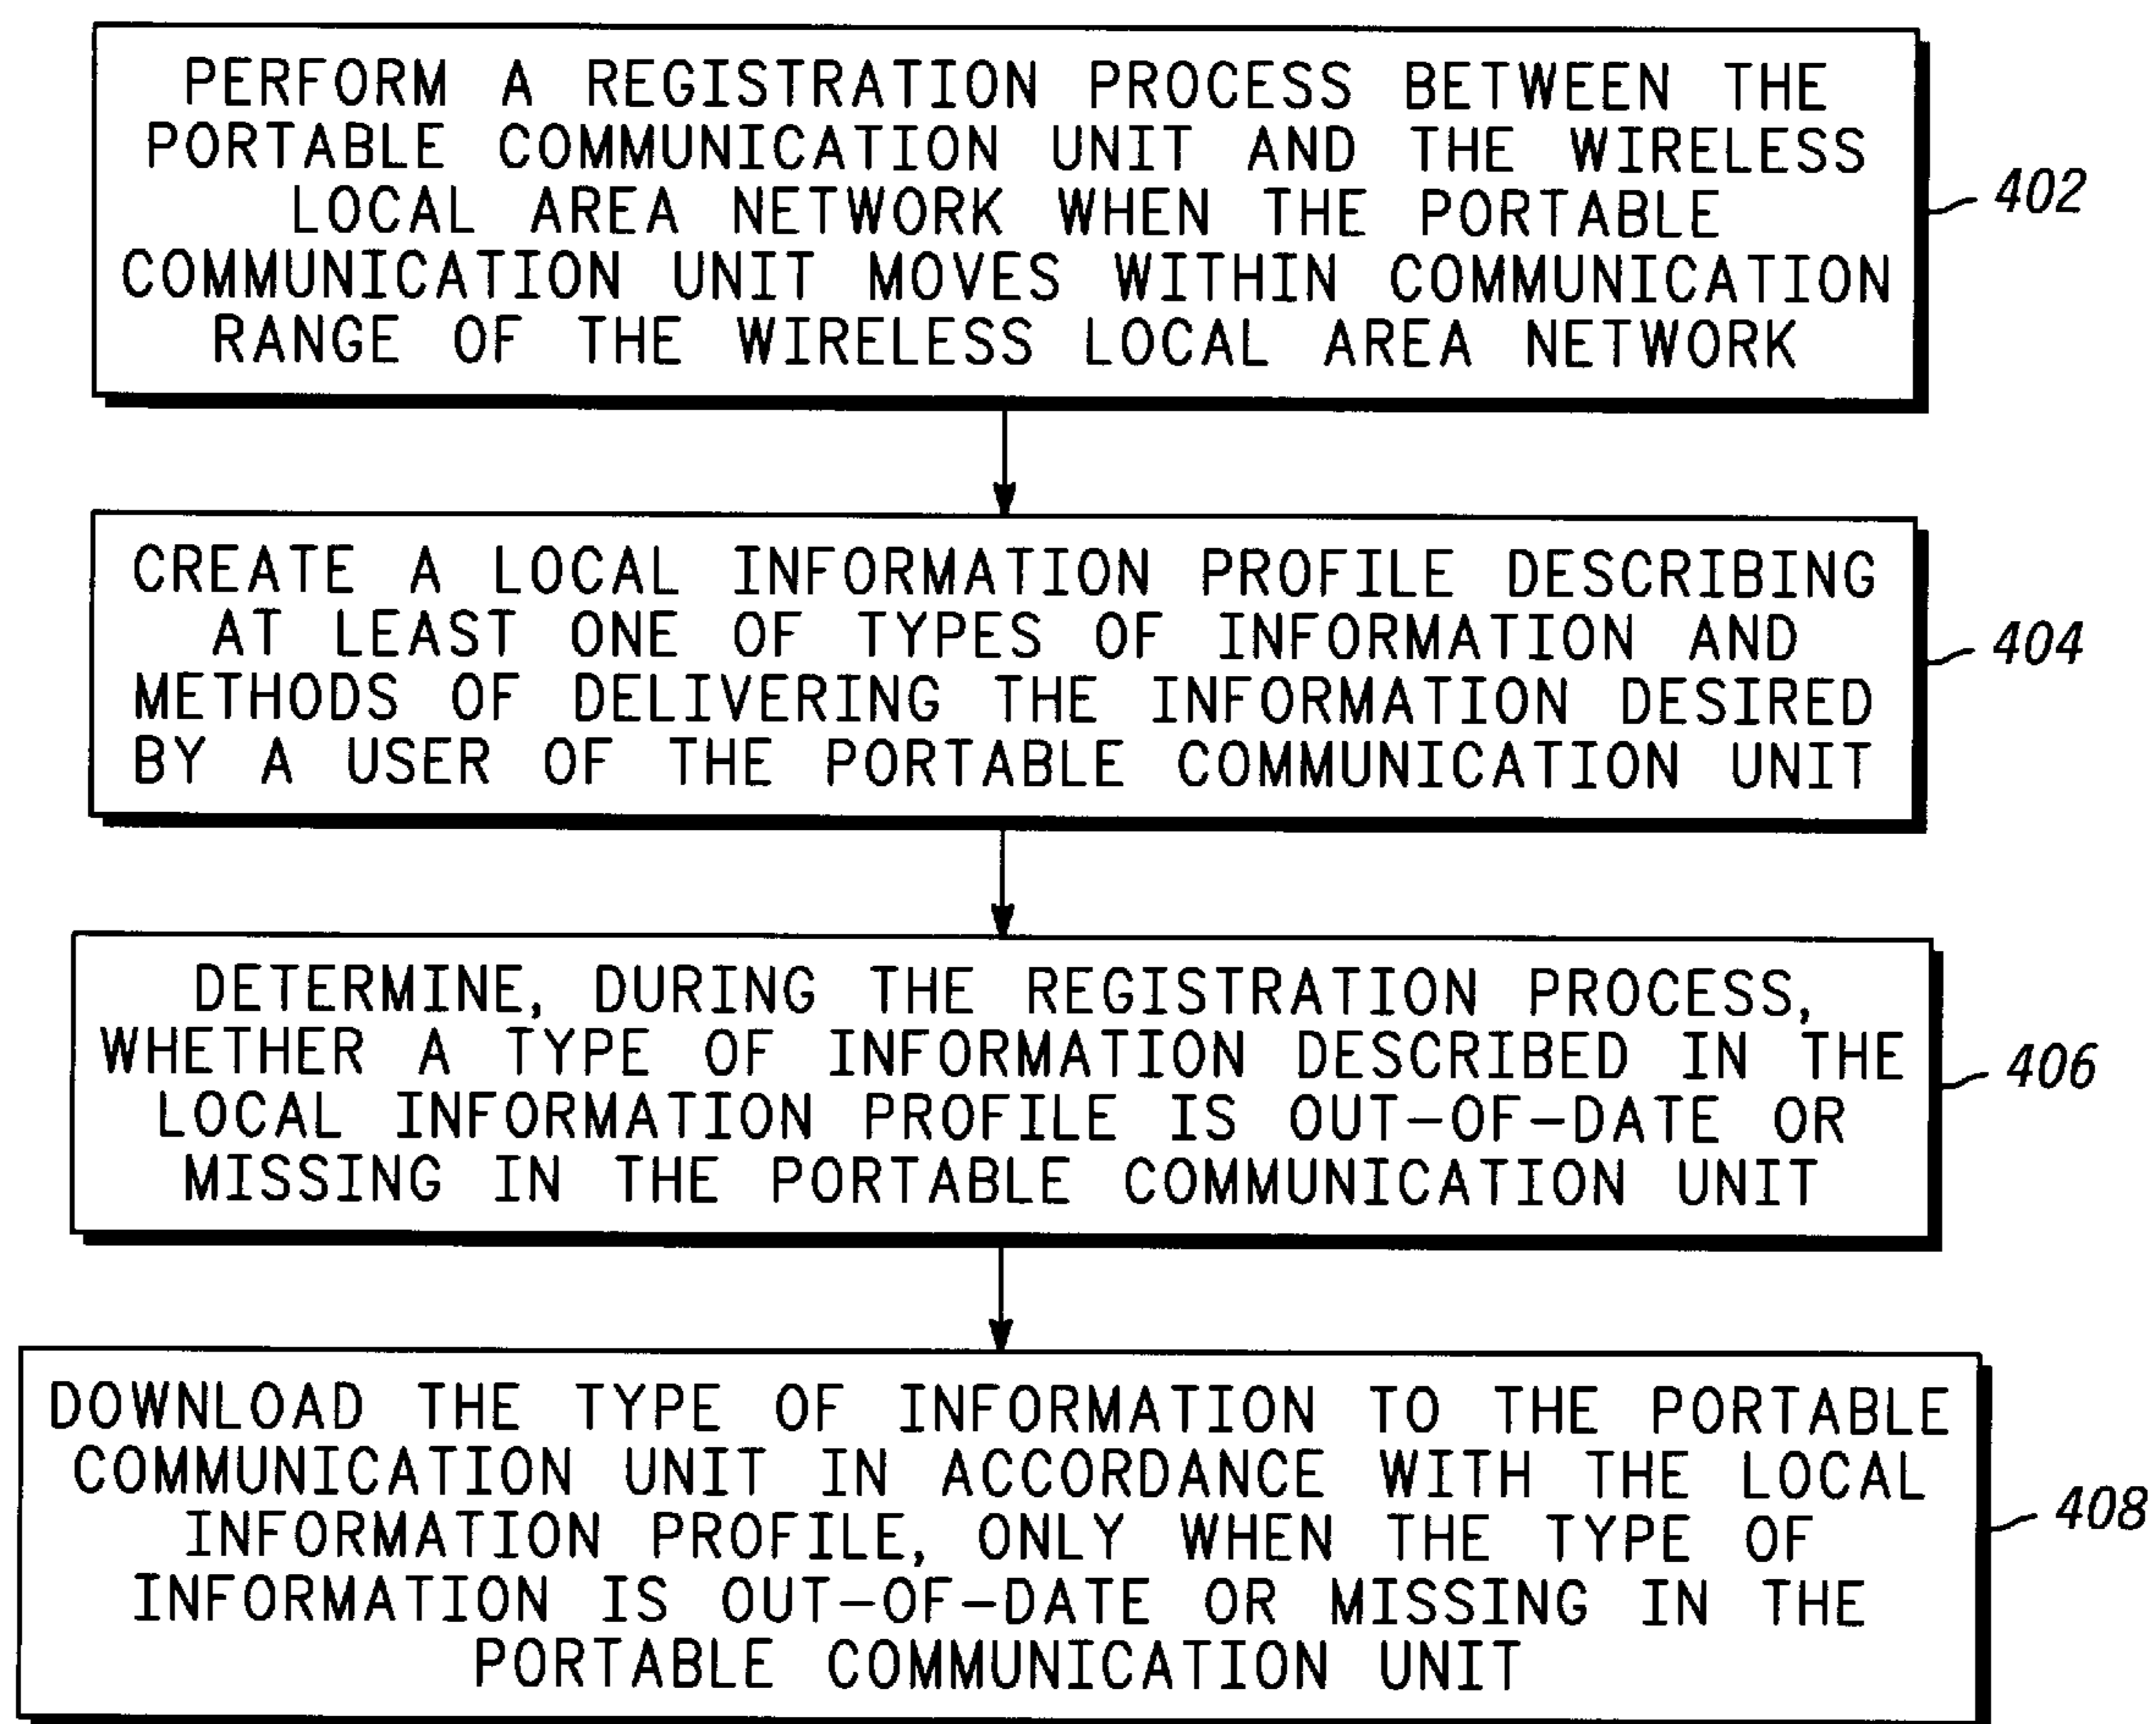 PERFORM A REGISTRATION PROCESS BETWEEN THE
PORTABLE COMMUNICATION UNIT AND THE WIRELESS
LOCAL AREA NETWORK WHEN THE PORTABLE
COMMUNICATION UNIT MOVES WITHIN COMMUNICATION
RANGE OF THE WIRELESS LOCAL AREA NETWORK
402
CREATE A LOCAL INFORMATION PROFILE DESCRIBING
AT LEAST ONE OF TYPES OF INFORMATION AND
METHODS OF DELIVERING THE INFORMATION DESIRED
BY A USER OF THE PORTABLE COMMUNICATION UNIT
404
DETERMINE, DURING THE REGISTRATION PROCESS,
WHETHER A TYPE OF INFORMATION DESCRIBED IN THE
LOCAL INFORMATION PROFILE IS OUT-OF-DATE OR
MISSING IN THE PORTABLE COMMUNICATION UNIT
406
DOWNLOAD THE TYPE OF INFORMATION TO THE PORTABLE
COMMUNICATION UNIT IN ACCORDANCE WITH THE LOCAL
INFORMATION PROFILE, ONLY WHEN THE TYPE OF
INFORMATION IS OUT-OF-DATE OR MISSING IN THE
PORTABLE COMMUNICATION UNIT
408